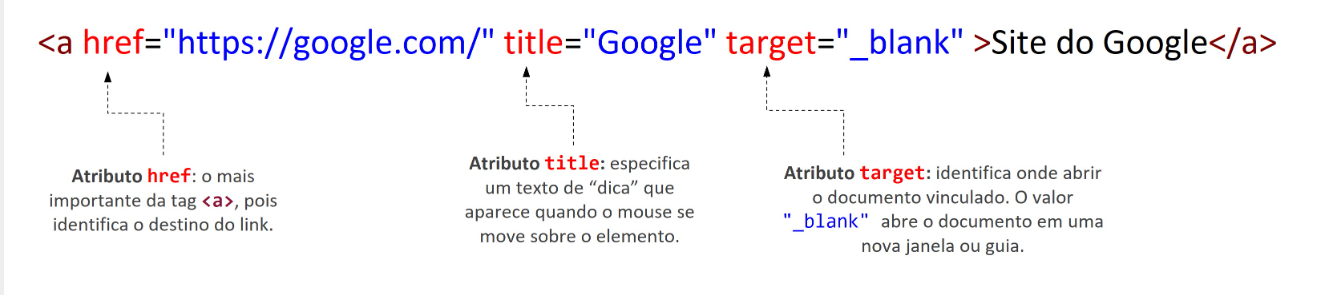 <a href="https://google.com/" title="Google" target="_blank" >Site do Google</a>
Atributo href: o mais
importante da tag <a>, pois
identifica o destino do link.
Atributo title: especifica
um texto de “dica” que
aparece quando o mouse se
move sobre o elemento.
Atributo target: identifica onde abrir
o documento vinculado. O valor
"_blank" abre o documento em uma
nova janela ou guia.